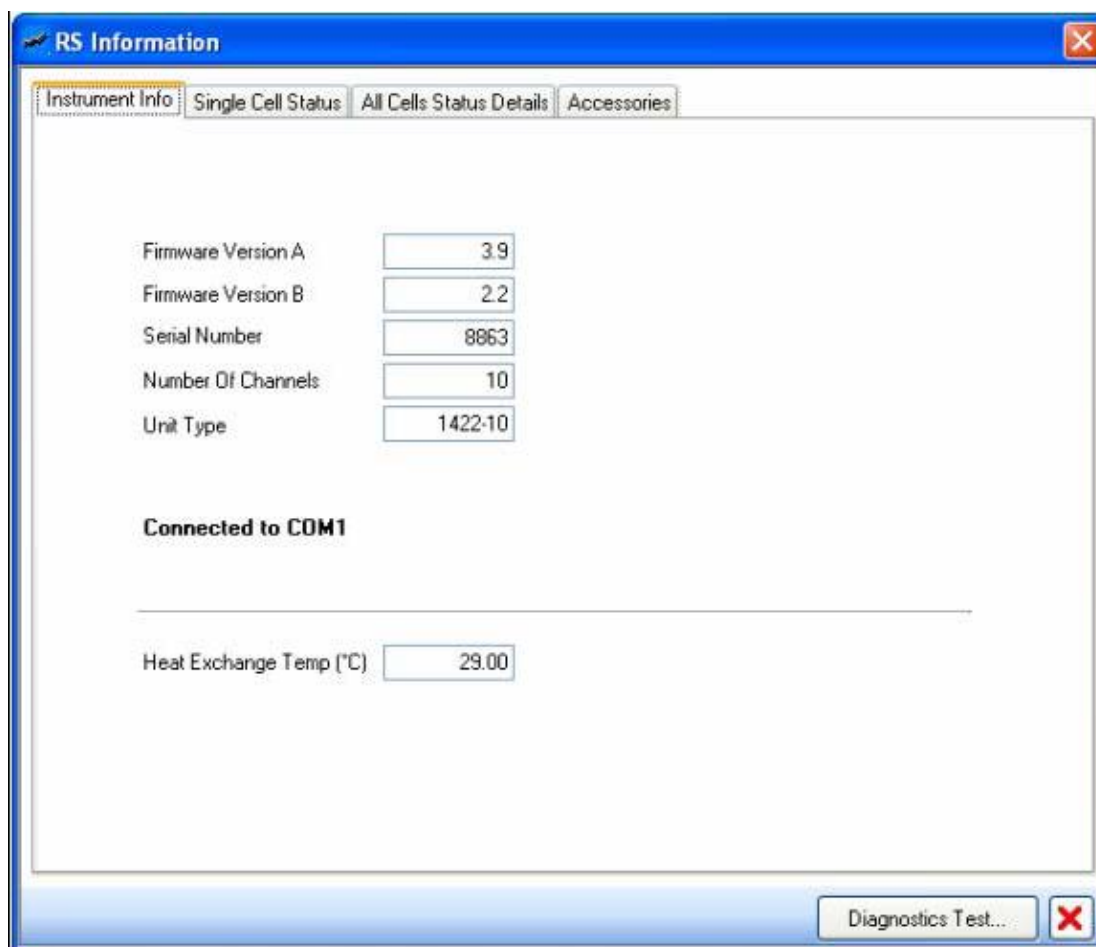 RS Information
Instrument Info Single Cell Status All Cells Status Details Accessories
Firmware Version A 3.9
Firmware Version B 2.2
Serial Number 8863
Number Of Channels 10
Unit Type 1422-10
Connected to COM1
Heat Exchange Temp (°C) 29.00
Diagnostics Test...